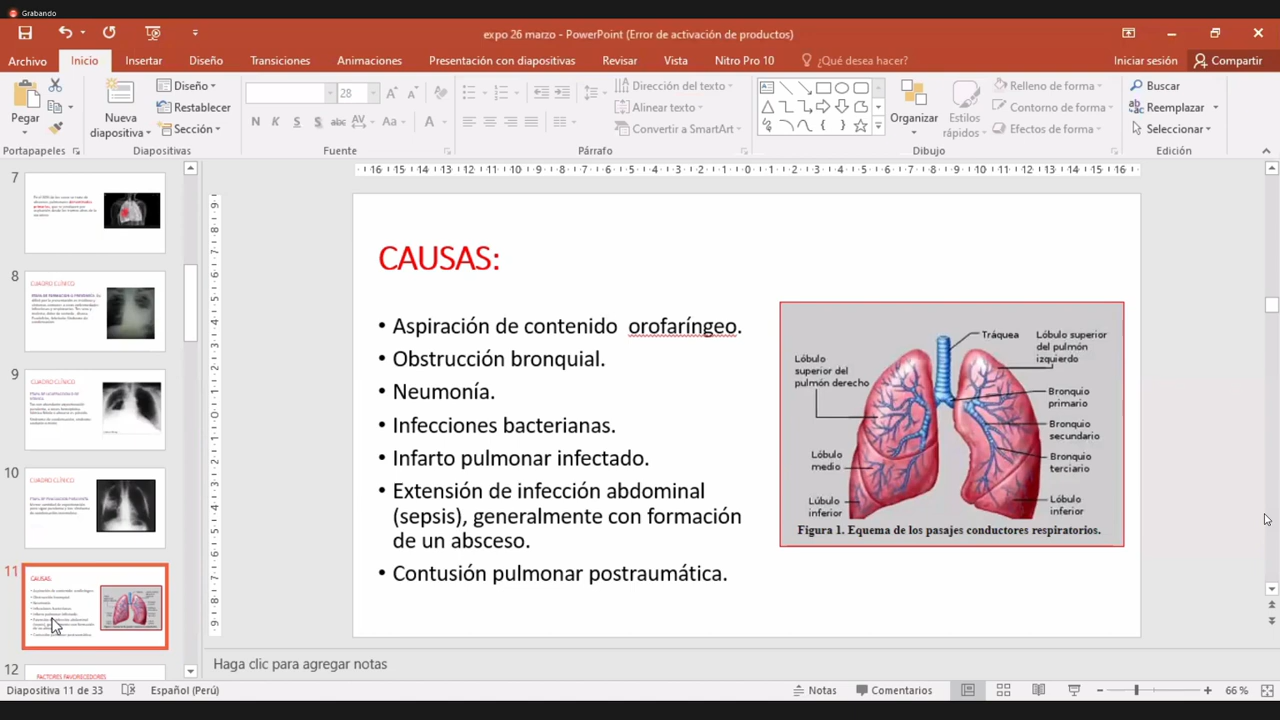 Grabando
expo 26 marzo - PowerPoint (Error de activación de productos)
Archivo Inicio Insertar Diseño Transiciones Animaciones Presentación con diapositivas Revisar Vista Nitro Pro 10 ¿Qué desea hacer? Iniciar sesión Compartir
Pegar
Nueva
diapositiva
Diseño
Restablecer
Sección
28
N K S S abc AV Aa A
Dirección del texto
Alinear texto
Convertir a SmartArt
Organizar
Estilos
rápidos
Relleno de forma
Contorno de forma
Efectos de forma
Buscar
Reemplazar
Seleccionar
Portapapeles Diapositivas Fuente Párrafo Dibujo Edición
7
8
CUADRO CLÍNICO
9
CUADRO CLÍNICO
10
CUADRO CLÍNICO
11
CAUSAS:
12
FACTORES FAVORECEDORES
CAUSAS:
• Aspiración de contenido orofaríngeo.
• Obstrucción bronquial.
• Neumonía.
• Infecciones bacterianas.
• Infarto pulmonar infectado.
• Extensión de infección abdominal
(sepsis), generalmente con formación
de un absceso.
• Contusión pulmonar postraumática.
Tráquea
Lóbulo superior
del pulmón
izquierdo
Lóbulo
superior del
pulmón derecho
Bronquio
primario
Bronquio
secundario
Bronquio
terciario
Lóbulo
medio
Lúbulo
inferior
Lóbulo
inferior
Figura 1. Equema de los pasajes conductores respiratorios.
Haga clic para agregar notas
Diapositiva 11 de 33 Español (Perú) Notas Comentarios 66 %